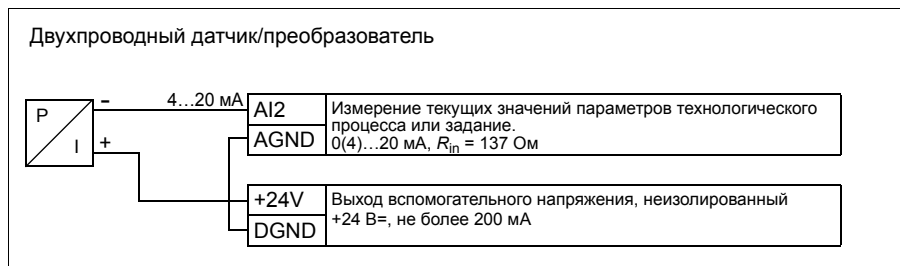 Двухпроводный датчик/преобразователь
P
I
-
+
4…20 мА
AI2
AGND
Измерение текущих значений параметров технологического
процесса или задание.
0(4)…20 мА, Rin = 137 Ом
+24V
DGND
Выход вспомогательного напряжения, неизолированный
+24 В=, не более 200 мА